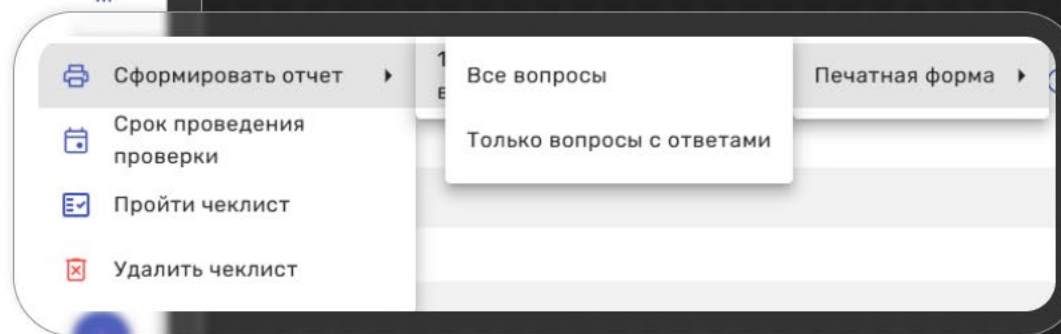 Сформировать отчет
Срок проведения
проверки
Пройти чеклист
Удалить чеклист
Все вопросы
Только вопросы с ответами
Печатная форма